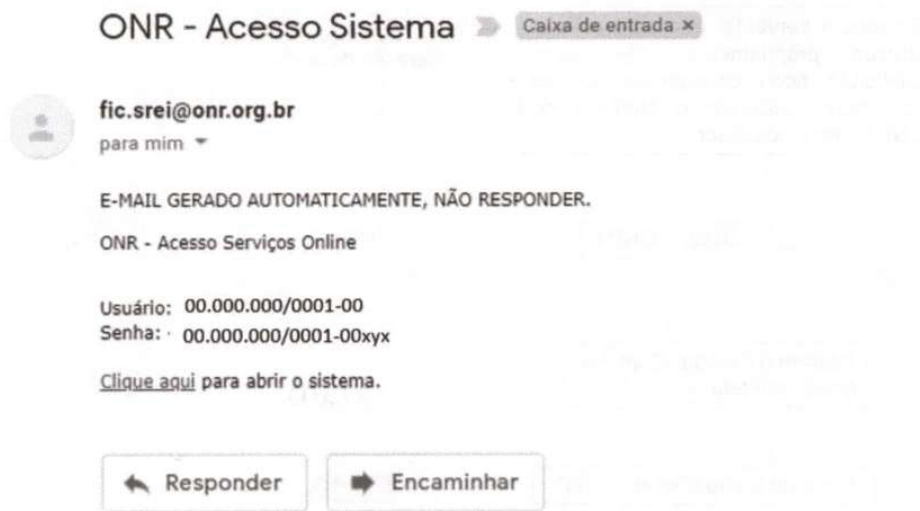 ONR - Acesso Sistema Caixa de entrada ×
fic.srei@onr.org.br
para mim
E-MAIL GERADO AUTOMATICAMENTE, NÃO RESPONDER.
ONR - Acesso Serviços Online
Usuário: 00.000.000/0001-00
Senha: 00.000.000/0001-00xyx
Clique aqui para abrir o sistema.
Responder Encaminhar